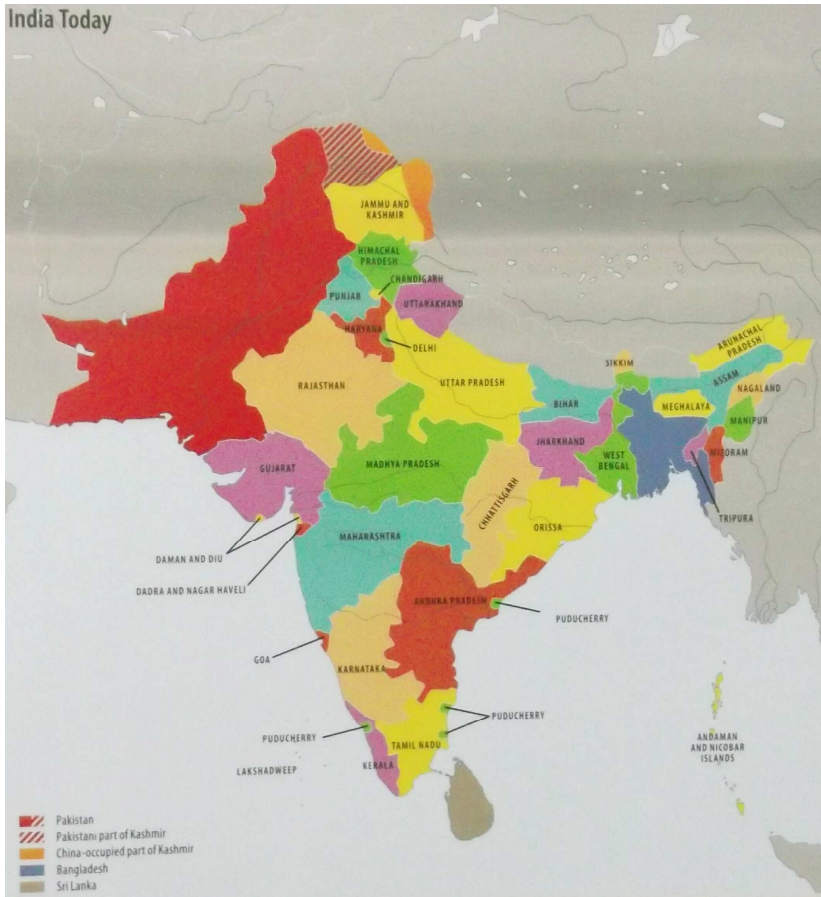 India Today
JAMMU AND
KASHMIR
HIMACHAL
PRADESH
CHANDIGARH
PUNJAB
UTTARAKHAND
HARYANA
DELHI
ARUNACHAL
PRADESH
SIKKIM
ASSAM
RAJASTHAN
UTTAR PRADESH
NAGALAND
BIHAR
MEGHALAYA
MANIPUR
JHARKHAND
WEST
BENGAL
MIZORAM
GUJARAT
MADHYA PRADESH
CHHATTISGARH
TRIPURA
ORISSA
MAHARASHTRA
DAMAN AND DIU
DADRA AND NAGAR HAVELI
ANDHRA PRADESH
PUDUCHERRY
GOA
KARNATAKA
PUDUCHERRY
PUDUCHERRY
TAMIL NADU
ANDAMAN
AND NICOBAR
ISLANDS
KERALA
LAKSHADWEEP
Pakistan
Pakistani part of Kashmir
China-occupied part of Kashmir
Bangladesh
Sri Lanka